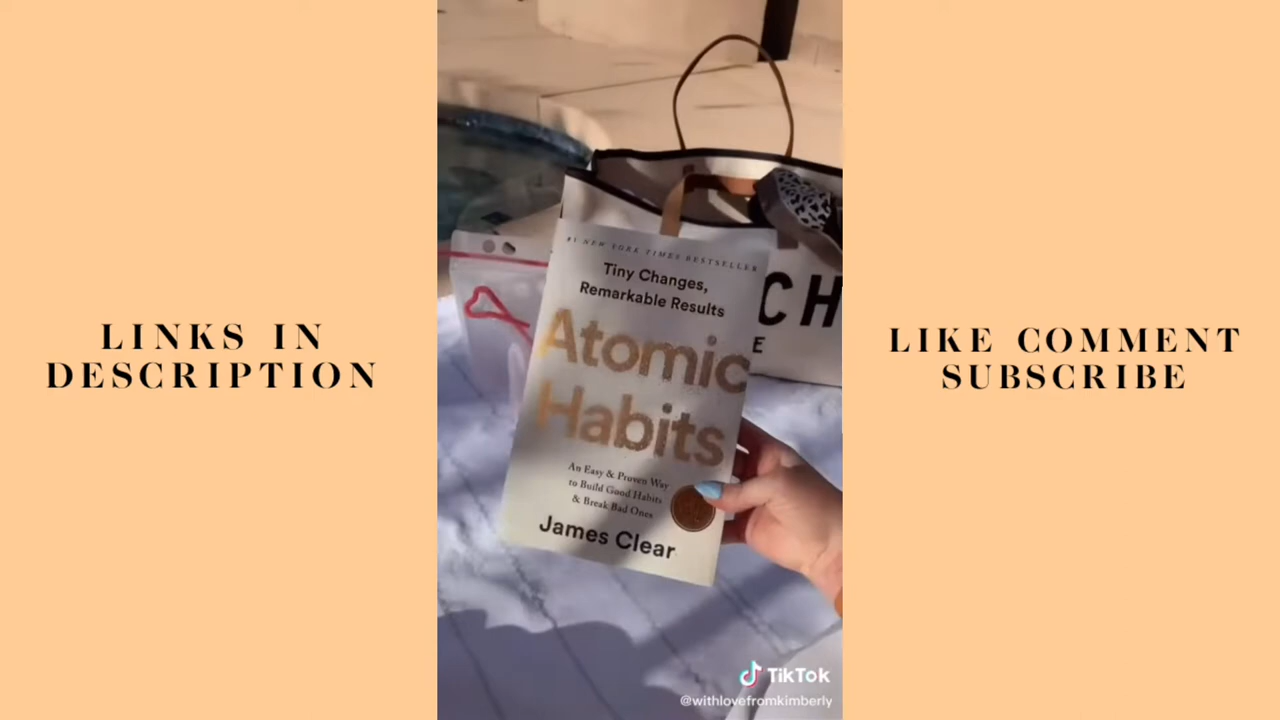 LINKS IN
DESCRIPTION
#1 NEW YORK TIMES BESTSELLER
Tiny Changes,
Remarkable Results
Atomic
Habits
An Easy & Proven Way
to Build Good Habits
& Break Bad Ones
James Clear
CH
E
TikTok
@withlovefromkimberly
LIKE COMMENT
SUBSCRIBE